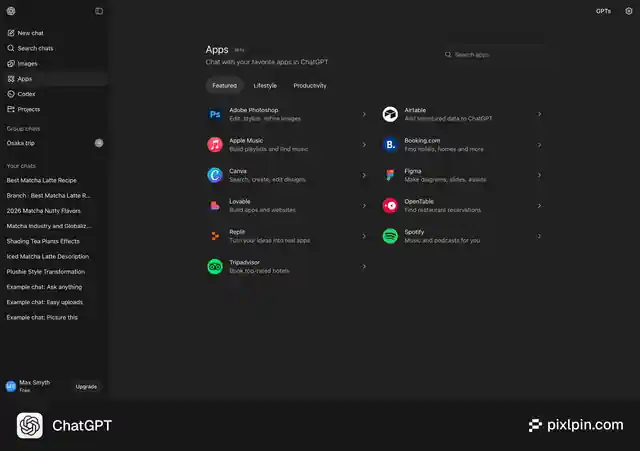 GPTs
New chat
Search chats
Images
Apps
Codex
Projects
Group chats
Osaka trip
Your chats
Best Matcha Latte Recipe
Branch · Best Matcha Latte R...
2026 Matcha Nutty Flavors
Matcha Industry and Globaliz...
Shading Tea Plants Effects
Iced Matcha Latte Description
Plushie Style Transformation
Example chat: Ask anything
Example chat: Easy uploads
Example chat: Picture this
Max Smyth
Free
Upgrade
Apps BETA
Chat with your favorite apps in ChatGPT
Search apps
Featured
Lifestyle
Productivity
Ps
Adobe Photoshop
Edit, stylize, refine images
Airtable
Add structured data to ChatGPT
Apple Music
Build playlists and find music
B.
Booking.com
Find hotels, homes and more
Canva
Search, create, edit designs
Figma
Make diagrams, slides, assets
Lovable
Build apps and websites
OpenTable
Find restaurant reservations
Replit
Turn your ideas into real apps
Spotify
Music and podcasts for you
Tripadvisor
Book top-rated hotels
ChatGPT
pixlpin.com